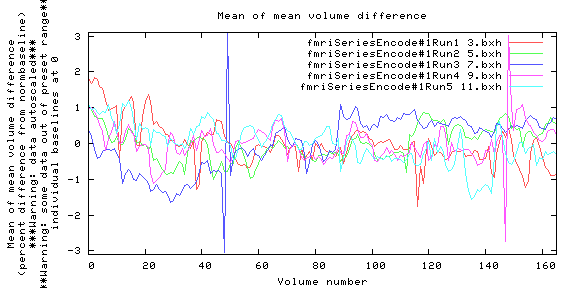 Mean of mean volume difference
fmriSeriesEncode#1Run1 3.bxh
fmriSeriesEncode#1Run2 5.bxh
fmriSeriesEncode#1Run3 7.bxh
fmriSeriesEncode#1Run4 9.bxh
fmriSeriesEncode#1Run5 11.bxh
Mean of mean volume difference
(percent difference from normbaseline)
***Warning: data autoscaled***
**Warning: some data out of preset range**
individual baselines at 0
3
2
1
0
-1
-2
-3
0 20 40 60 80 100 120 140 160
Volume number